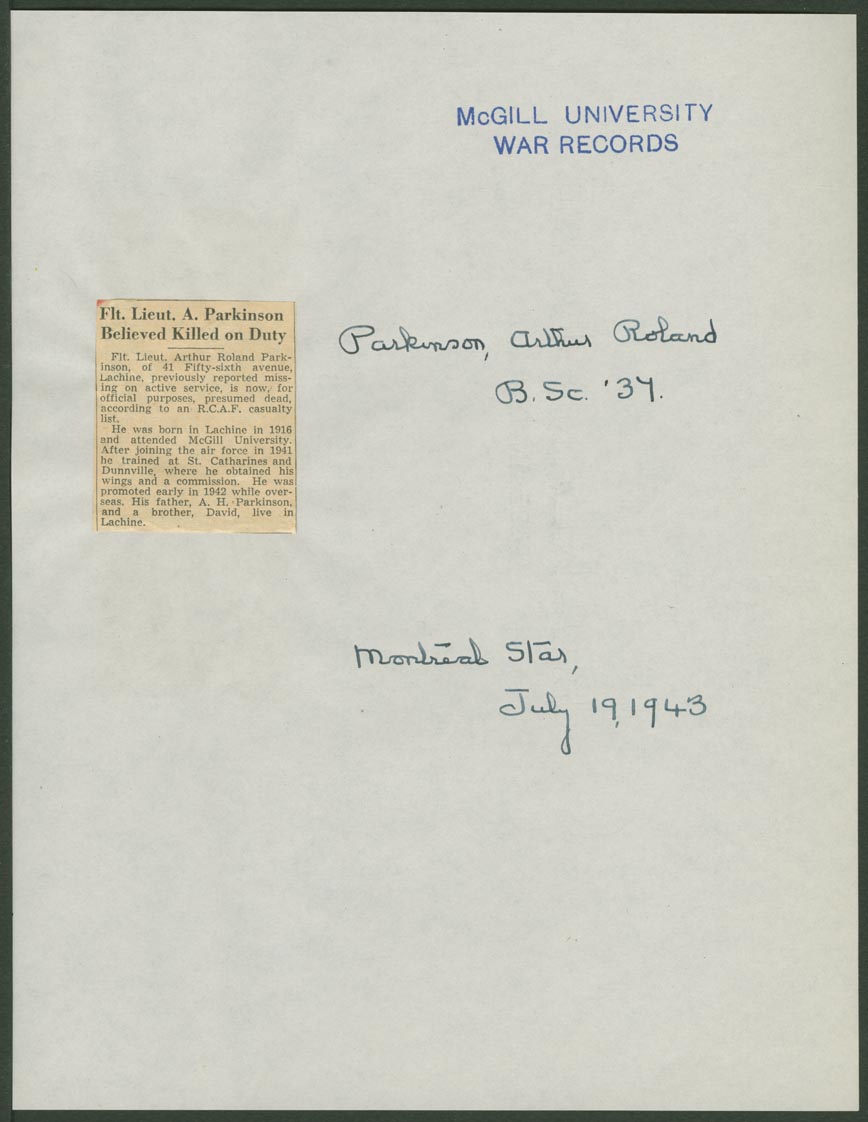 McGILL UNIVERSITY
WAR RECORDS
Flt. Lieut. A. Parkinson
Believed Killed on Duty
Flt. Lieut. Arthur Roland Park-
inson, of 41 Fifty-sixth avenue,
Lachine, previously reported miss-
ing on active service, is now, for
official purposes, presumed dead,
according to an R.C.A.F. casualty
list.
He was born in Lachine in 1916
and attended McGill University.
After joining the air force in 1941
he trained at St. Catharines and
Dunnville, where he obtained his
wings and a commission. He was
promoted early in 1942 while over-
seas. His father, A. H. Parkinson,
and a brother, David, live in
Lachine.
Parkinson, Arthur Roland
B. Sc. '37.
Montreal Star,
July 19, 1943